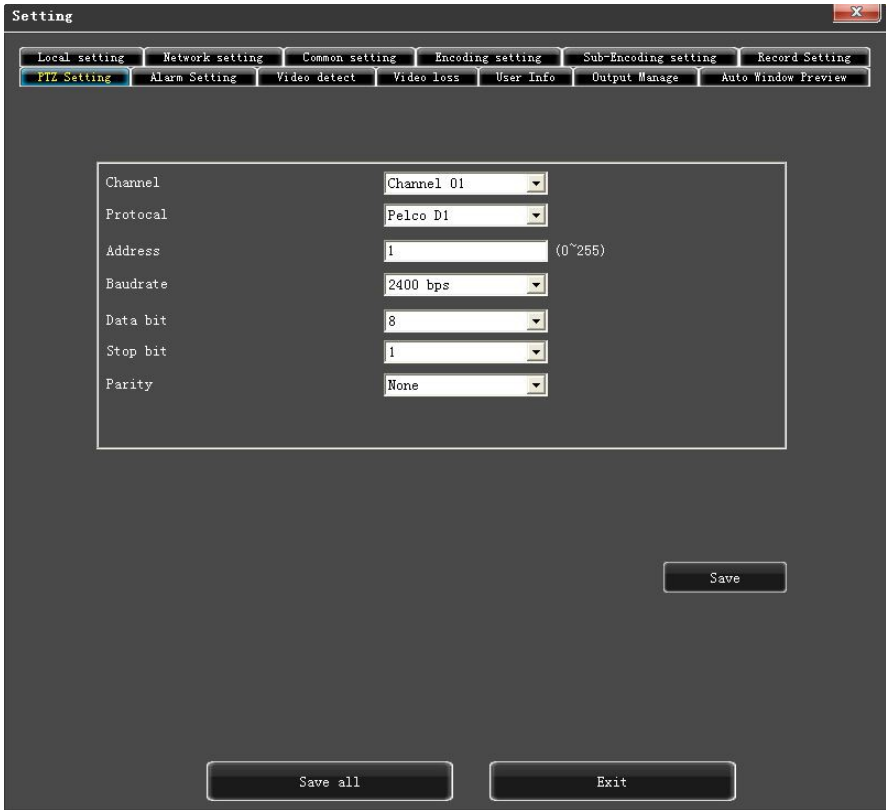 Setting
Local setting Network setting Common setting Encoding setting Sub-Encoding setting Record Setting
PTZ Setting Alarm Setting Video detect Video loss User Info Output Manage Auto Window Preview
Channel Channel 01
Protocal Pelco D1
Address 1 (0~255)
Baudrate 2400 bps
Data bit 8
Stop bit 1
Parity None
Save
Save all Exit